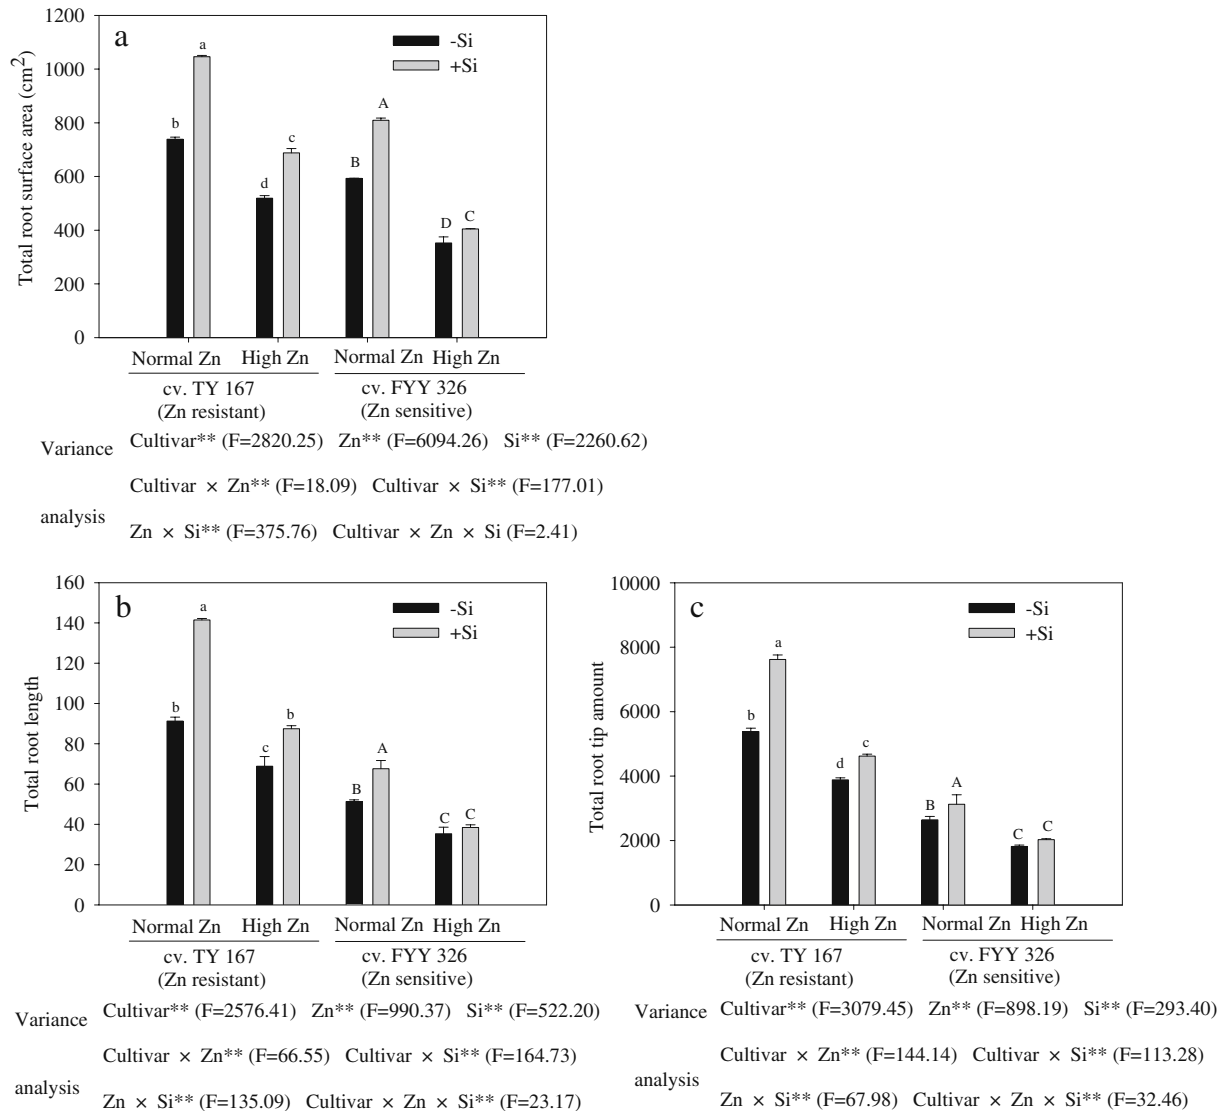 a
-Si
+Si
Total root surface area (cm²)
1200
1000
800
600
400
200
0
b
a
d
c
B
A
D
C
Normal Zn High Zn Normal Zn High Zn
cv. TY 167 cv. FYY 326
(Zn resistant) (Zn sensitive)
Variance Cultivar** (F=2820.25) Zn** (F=6094.26) Si** (F=2260.62)
Cultivar × Zn** (F=18.09) Cultivar × Si** (F=177.01)
analysis Zn × Si** (F=375.76) Cultivar × Zn × Si (F=2.41)
b
-Si
+Si
Total root length
160
140
120
100
80
60
40
20
0
b
a
c
b
B
A
C
C
Normal Zn High Zn Normal Zn High Zn
cv. TY 167 cv. FYY 326
(Zn resistant) (Zn sensitive)
Variance Cultivar** (F=2576.41) Zn** (F=990.37) Si** (F=522.20)
Cultivar × Zn** (F=66.55) Cultivar × Si** (F=164.73)
analysis Zn × Si** (F=135.09) Cultivar × Zn × Si** (F=23.17)
c
-Si
+Si
Total root tip amount
10000
8000
6000
4000
2000
0
b
a
d
c
B
A
C
C
Normal Zn High Zn Normal Zn High Zn
cv. TY 167 cv. FYY 326
(Zn resistant) (Zn sensitive)
Variance Cultivar** (F=3079.45) Zn** (F=898.19) Si** (F=293.40)
Cultivar × Zn** (F=144.14) Cultivar × Si** (F=113.28)
analysis Zn × Si** (F=67.98) Cultivar × Zn × Si** (F=32.46)